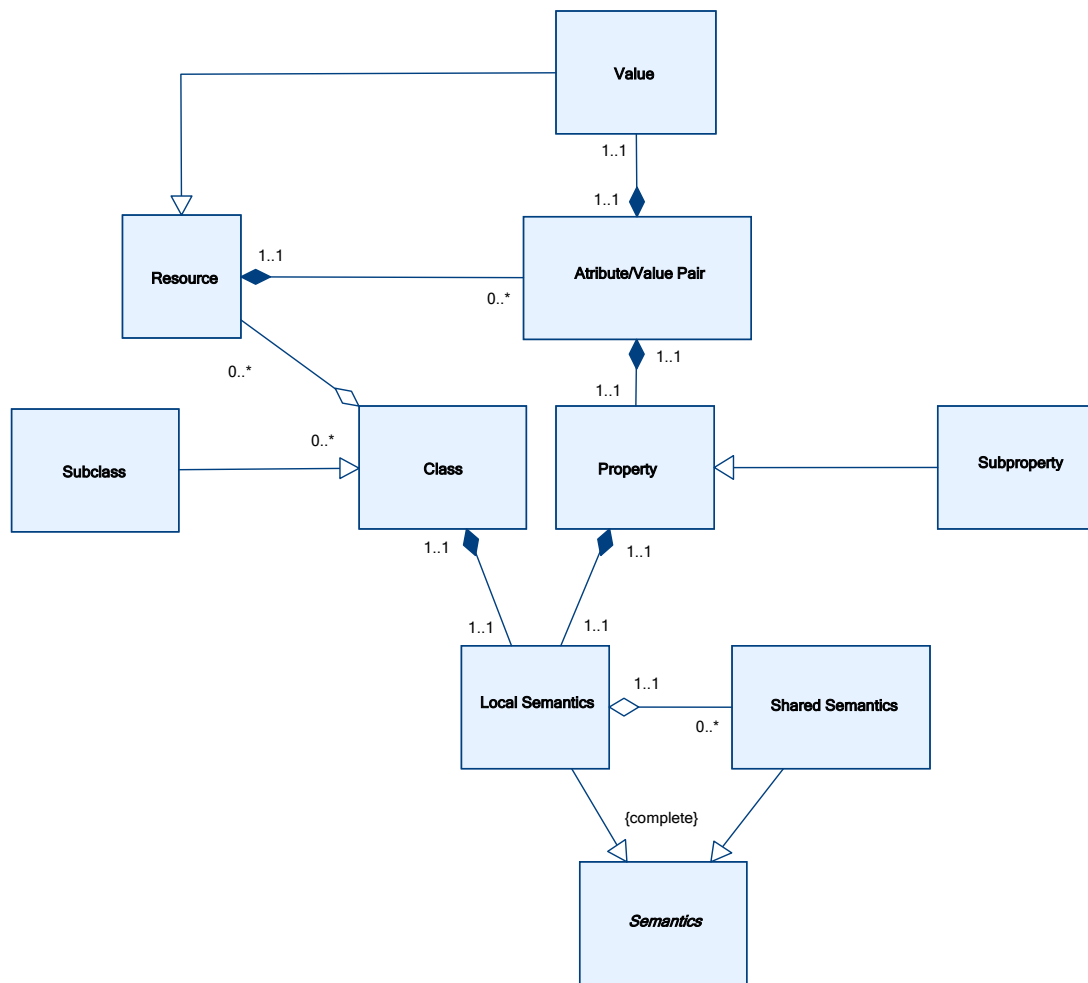 Value
1..1
1..1
Resource
1..1
0..*
Atribute/Value Pair
0..*
1..1
1..1
Subclass
0..*
Class
Property
Subproperty
1..1
1..1
1..1
1..1
Local Semantics
1..1
0..*
Shared Semantics
{complete}
Semantics